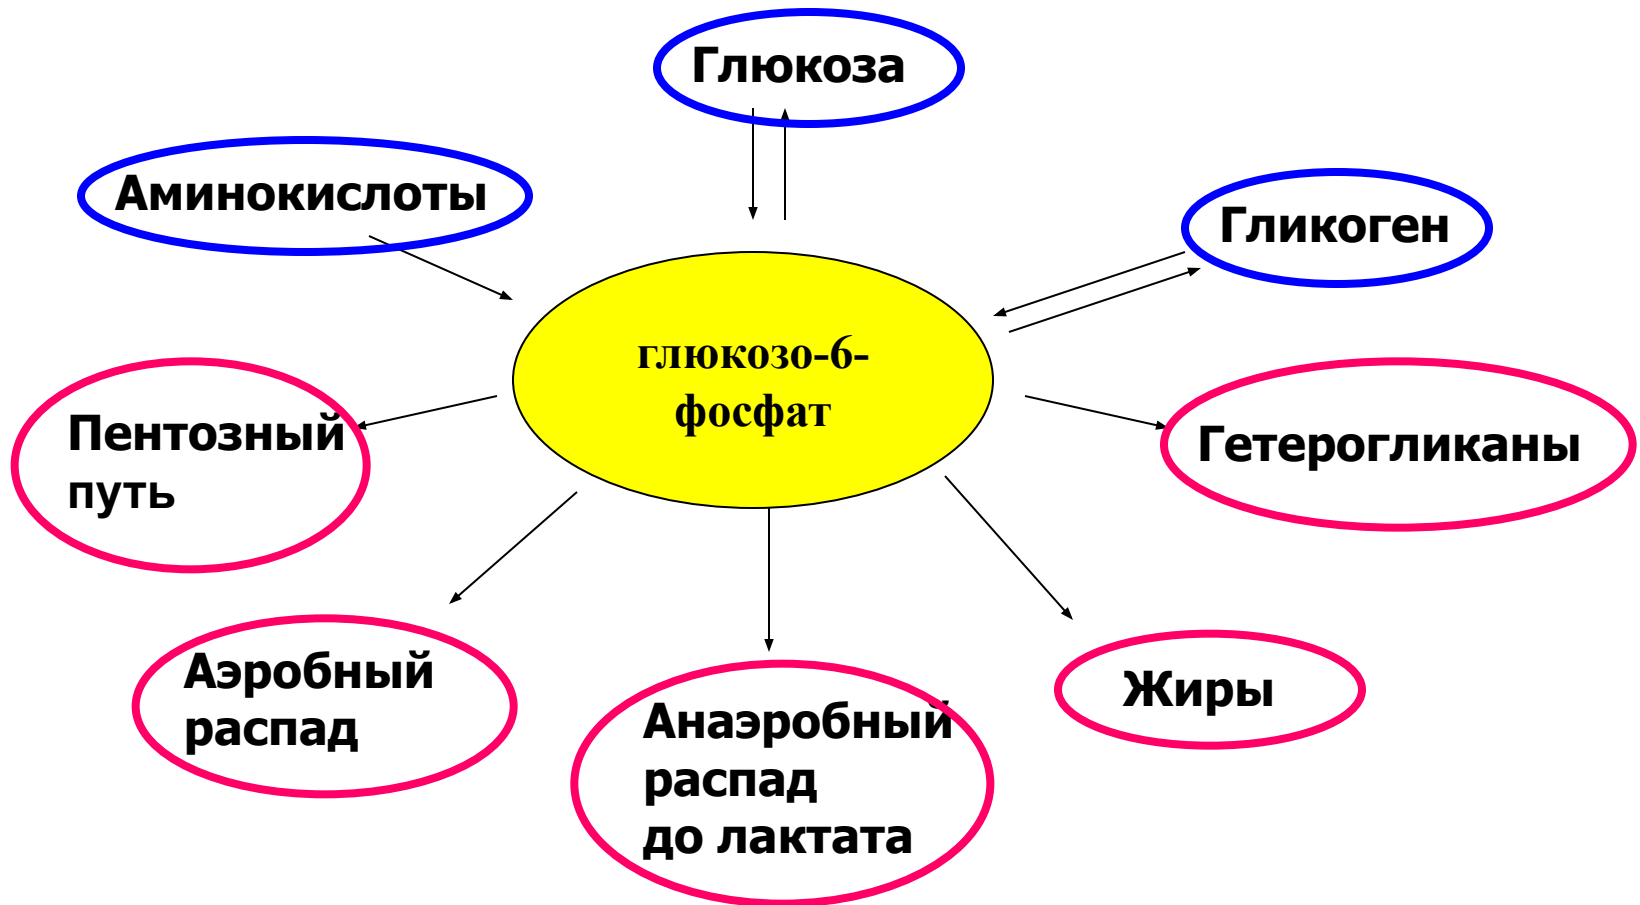 Глюкоза
Аминокислоты
Гликоген
глюкозо-6-
фосфат
Пентозный
путь
Гетерогликаны
Аэробный
распад
Анаэробный
распад
до лактата
Жиры